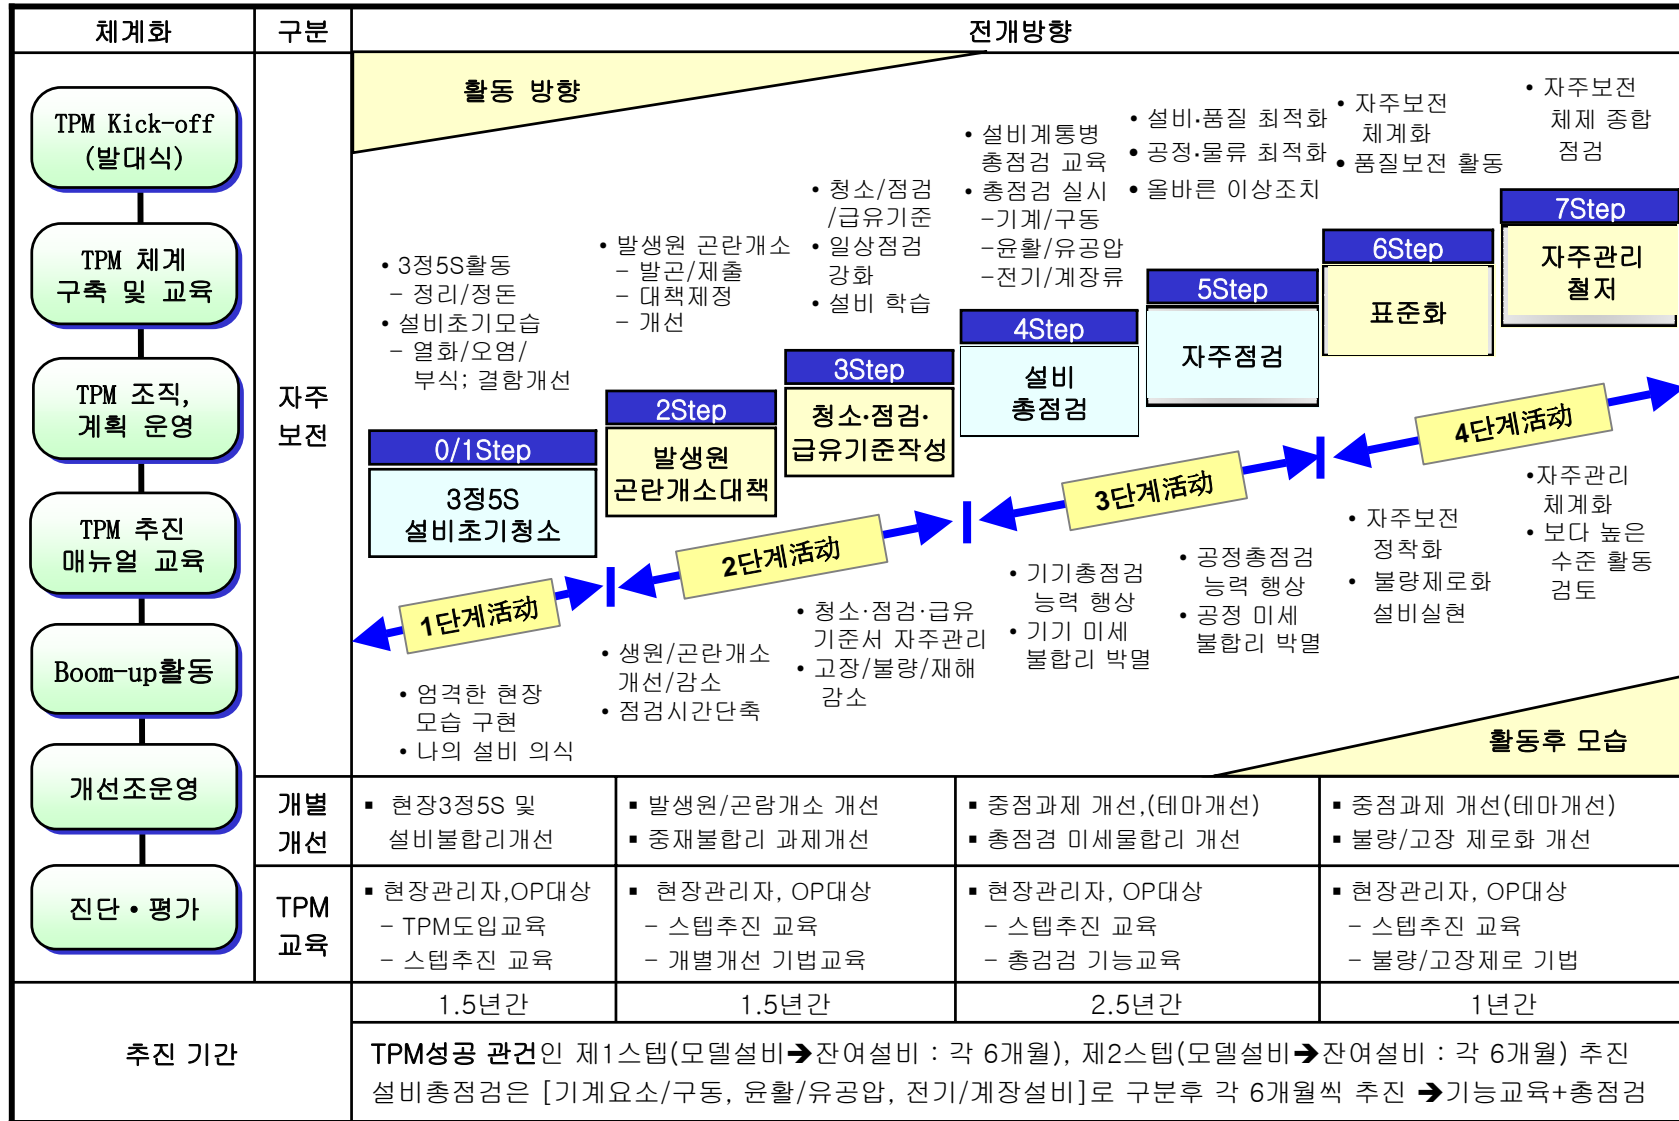 체계화
구분
전개방향
TPM Kick-off
(발대식)
TPM 체계
구축 및 교육
TPM 조직,
계획 운영
TPM 추진
매뉴얼 교육
Boom-up활동
개선조운영
진단 • 평가
자주
보전
활동 방향
• 3정5S활동
– 정리/정돈
• 설비초기모습
– 열화/오염/
부식; 결함개선
• 발생원 곤란개소
– 발곤/제출
– 대책제정
– 개선
• 청소/점검
/급유기준
• 일상점검
강화
• 설비 학습
• 설비계통병
총점검 교육
• 총점검 실시
–기계/구동
–윤활/유공압
–전기/계장류
• 설비·품질 최적화
• 공정·물류 최적화
• 올바른 이상조치
• 자주보전
체계화
• 품질보전 활동
• 자주보전
체제 종합
점검
0/1Step
3정5S
설비초기청소
2Step
발생원
곤란개소대책
3Step
청소·점검·
급유기준작성
4Step
설비
총점검
5Step
자주점검
6Step
표준화
7Step
자주관리
철저
1단계活动
2단계活动
3단계活动
4단계活动
• 엄격한 현장
모습 구현
• 나의 설비 의식
• 생원/곤란개소
개선/감소
• 점검시간단축
• 청소·점검·급유
기준서 자주관리
• 고장/불량/재해
감소
• 기기총점검
능력 행상
• 기기 미세
불합리 박멸
• 공정총점검
능력 행상
• 공정 미세
불합리 박멸
• 자주보전
정착화
• 불량제로화
설비실현
•자주관리
체계화
• 보다 높은
수준 활동
검토
활동후 모습
개별
개선
▪ 현장3정5S 및
설비불합리개선
▪ 발생원/곤람개소 개선
▪ 중재불합리 과제개선
▪ 중점과제 개선,(테마개선)
▪ 총점겸 미세물합리 개선
▪ 중점과제 개선(테마개선)
▪ 불량/고장 제로화 개선
TPM
교육
▪ 현장관리자,OP대상
– TPM도입교육
– 스텝추진 교육
▪ 현장관리자, OP대상
– 스텝추진 교육
– 개별개선 기법교육
▪ 현장관리자, OP대상
– 스텝추진 교육
– 총검검 기능교육
▪ 현장관리자, OP대상
– 스텝추진 교육
– 불량/고장제로 기법
추진 기간
1.5년간
1.5년간
2.5년간
1년간
TPM성공 관건인 제1스텝(모델설비➔잔여설비 : 각 6개월), 제2스텝(모델설비➔잔여설비 : 각 6개월) 추진
설비총점검은 [기계요소/구동, 윤활/유공압, 전기/계장설비]로 구분후 각 6개월씩 추진 ➔기능교육+총점검